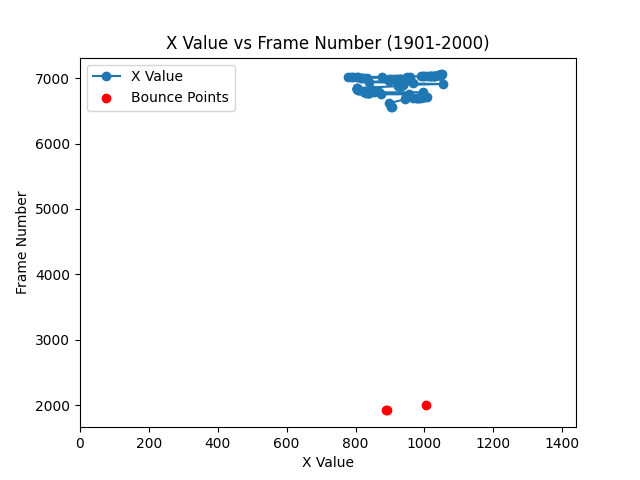 X Value vs Frame Number (1901-2000)
X Value
Bounce Points
Frame Number
7000
6000
5000
4000
3000
2000
0 200 400 600 800 1000 1200 1400
X Value